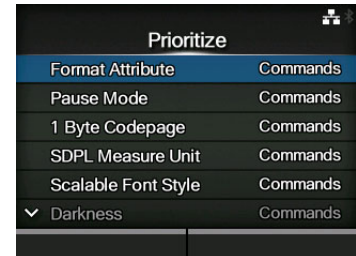 Prioritize
Format Attribute Commands
Pause Mode Commands
1 Byte Codepage Commands
SDPL Measure Unit Commands
Scalable Font Style Commands
Darkness Commands